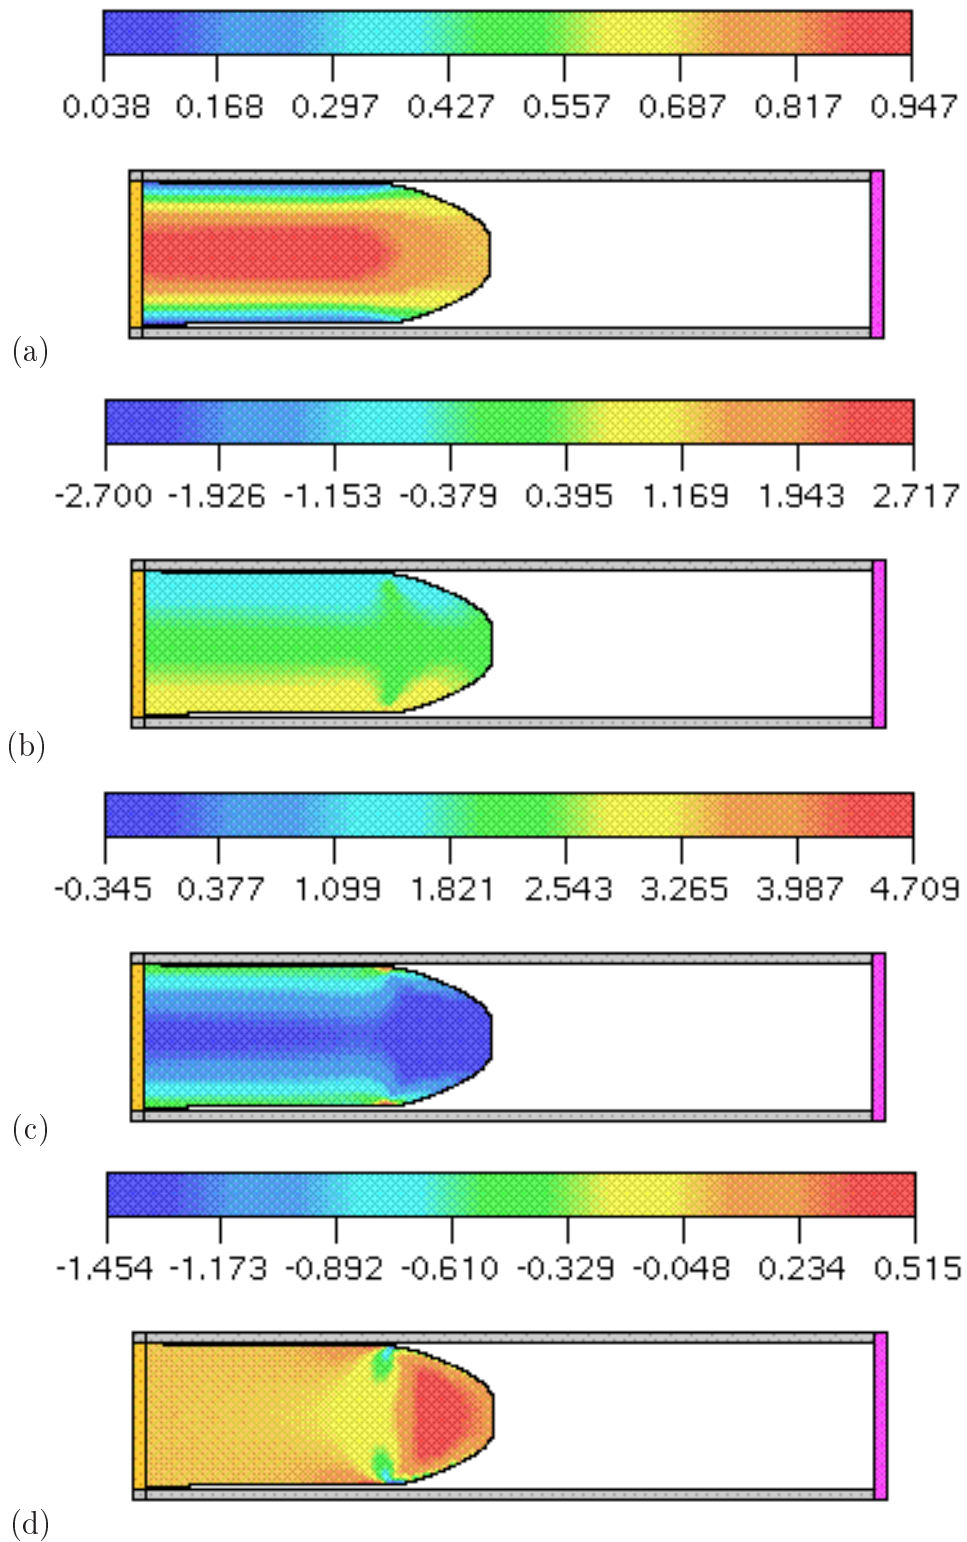 0.038 0.168 0.297 0.427 0.557 0.687 0.817 0.947
(a)
-2.700 -1.926 -1.153 -0.379 0.395 1.169 1.943 2.717
(b)
-0.345 0.377 1.099 1.821 2.543 3.265 3.987 4.709
(c)
-1.454 -1.173 -0.892 -0.610 -0.329 -0.048 0.234 0.515
(d)